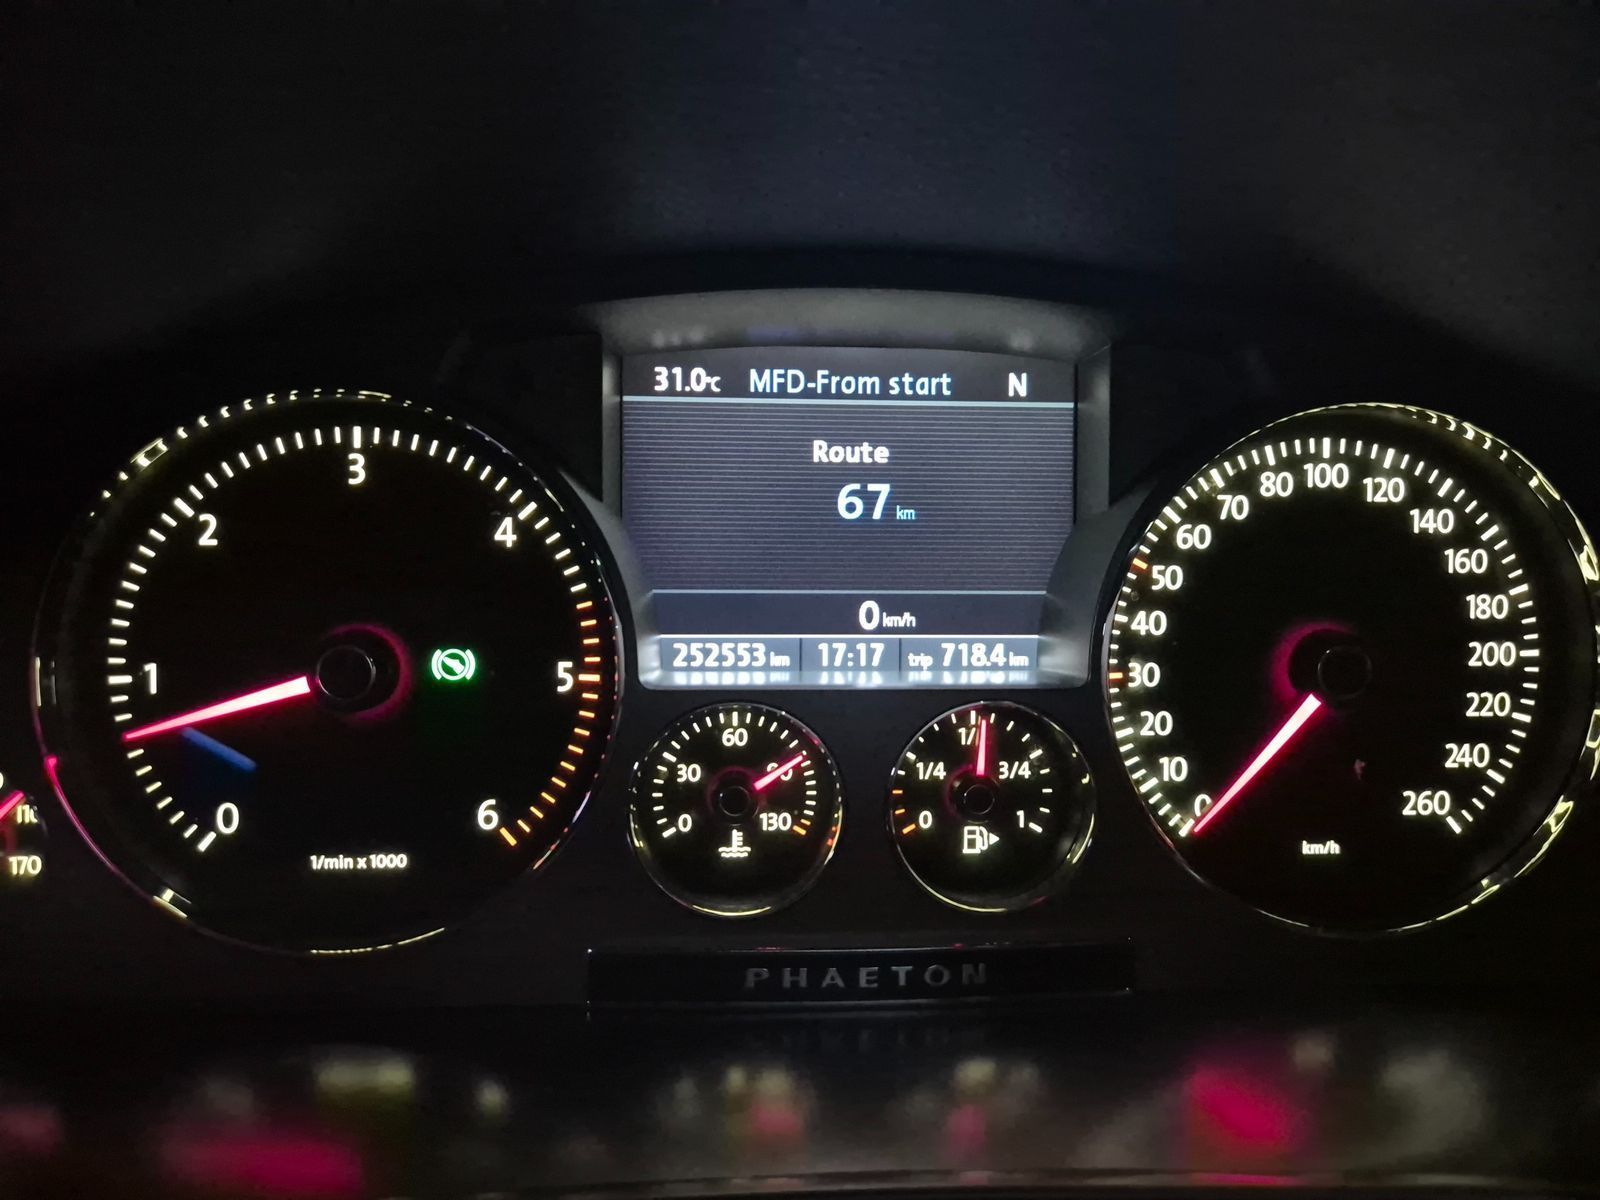 31.0°C MFD-From start N
Route
67 km
0 km/h
252553 km 17:17 trip 718.4 km
0 1 2 3 4 5 6
1/min x 1000
0 30 60 90 130
0 1/4 3/4 1
0 10 20 30 40 50 60 70 80 100 120 140 160 180 200 220 240 260
km/h
170
PHAETON